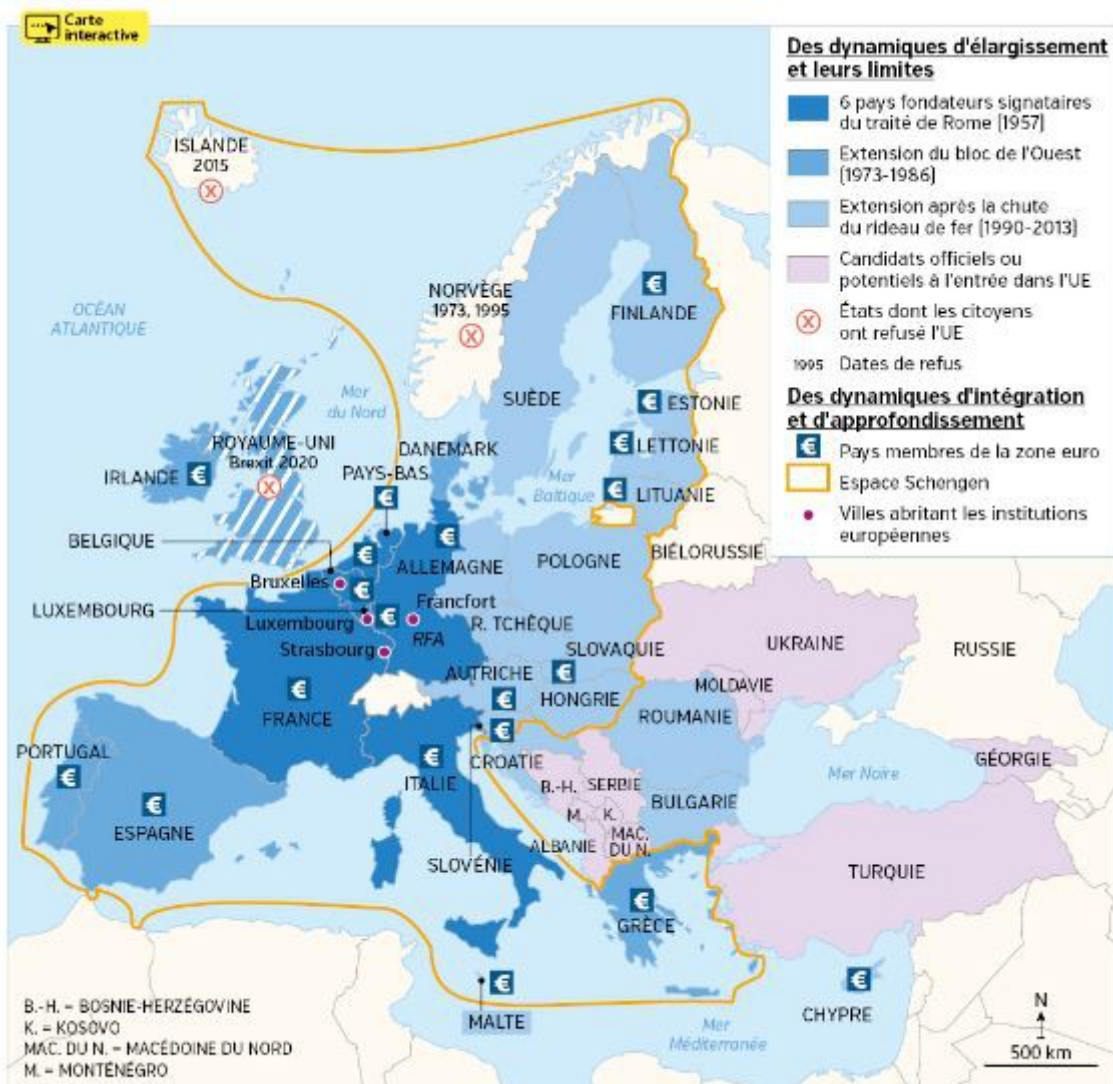 Carte
interactive
Des dynamiques d'élargissement
et leurs limites
6 pays fondateurs signataires
du traité de Rome (1957)
Extension du bloc de l'Ouest
(1973-1986)
Extension après la chute
du rideau de fer (1990-2013)
Candidats officiels ou
potentiels à l'entrée dans l'UE
États dont les citoyens
ont refusé l'UE
1995 Dates de refus
Des dynamiques d'intégration
et d'approfondissement
€ Pays membres de la zone euro
Espace Schengen
Villes abritant les institutions
européennes
ISLANDE
2015
OCÉAN
ATLANTIQUE
NORVÈGE
1973, 1995
€
FINLANDE
SUÈDE
Mer
du Nord
€ ESTONIE
€ LETTONIE
€ LITUANIE
Mer
Baltique
DANEMARK
ROYAUME-UNI
Brexit 2020
IRLANDE €
PAYS-BAS
€
BELGIQUE
€
€
ALLEMAGNE
POLOGNE
BIÉLORUSSIE
Bruxelles
€
LUXEMBOURG
Luxembourg
€
Francfort
RFA
R. TCHÈQUE
Strasbourg
SLOVAQUIE
€
UKRAINE
RUSSIE
AUTRICHE
€
HONGRIE
MOLDAVIE
ROUMANIE
€
FRANCE
€
CROATIE
PORTUGAL
€
€
ESPAGNE
€
ITALIE
SLOVÉNIE
B.-H.
SERBIE
M.
K.
ALBANIE
MAC.
DU N.
BULGARIE
Mer Noire
GÉORGIE
TURQUIE
€
GRÈCE
€
MALTE
€
CHYPRE
Mer
Méditerranée
B.-H. = BOSNIE-HERZÉGOVINE
K. = KOSOVO
MAC. DU N. = MACÉDOINE DU NORD
M. = MONTÉNÉGRO
N
500 km